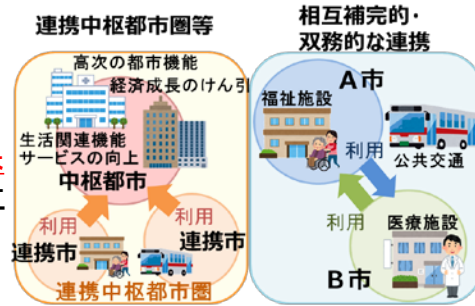 連携中枢都市圏等
高次の都市機能
経済成長のけん引
生活関連機能
サービスの向上
中枢都市
利用
利用
連携市
連携市
連携中枢都市圏
相互補完的・
双務的な連携
A市
福祉施設
利用
公共交通
利用
医療施設
B市